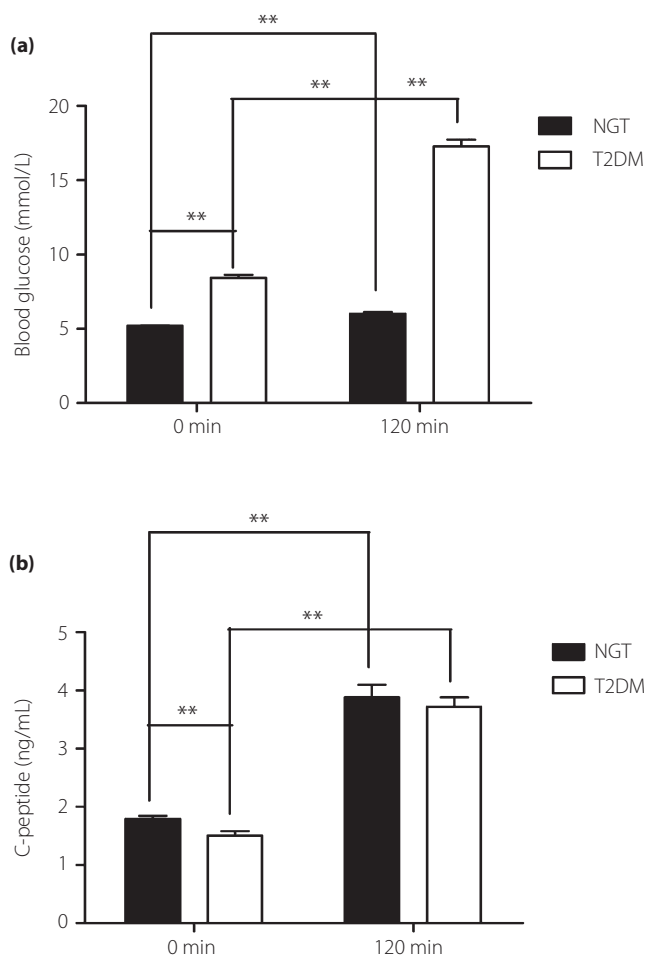 (a)
**
**
**
**
20
15
10
5
0
Blood glucose (mmol/L)
0 min
120 min
NGT
T2DM
(b)
**
**
**
5
4
3
2
1
0
C-peptide (ng/mL)
0 min
120 min
NGT
T2DM